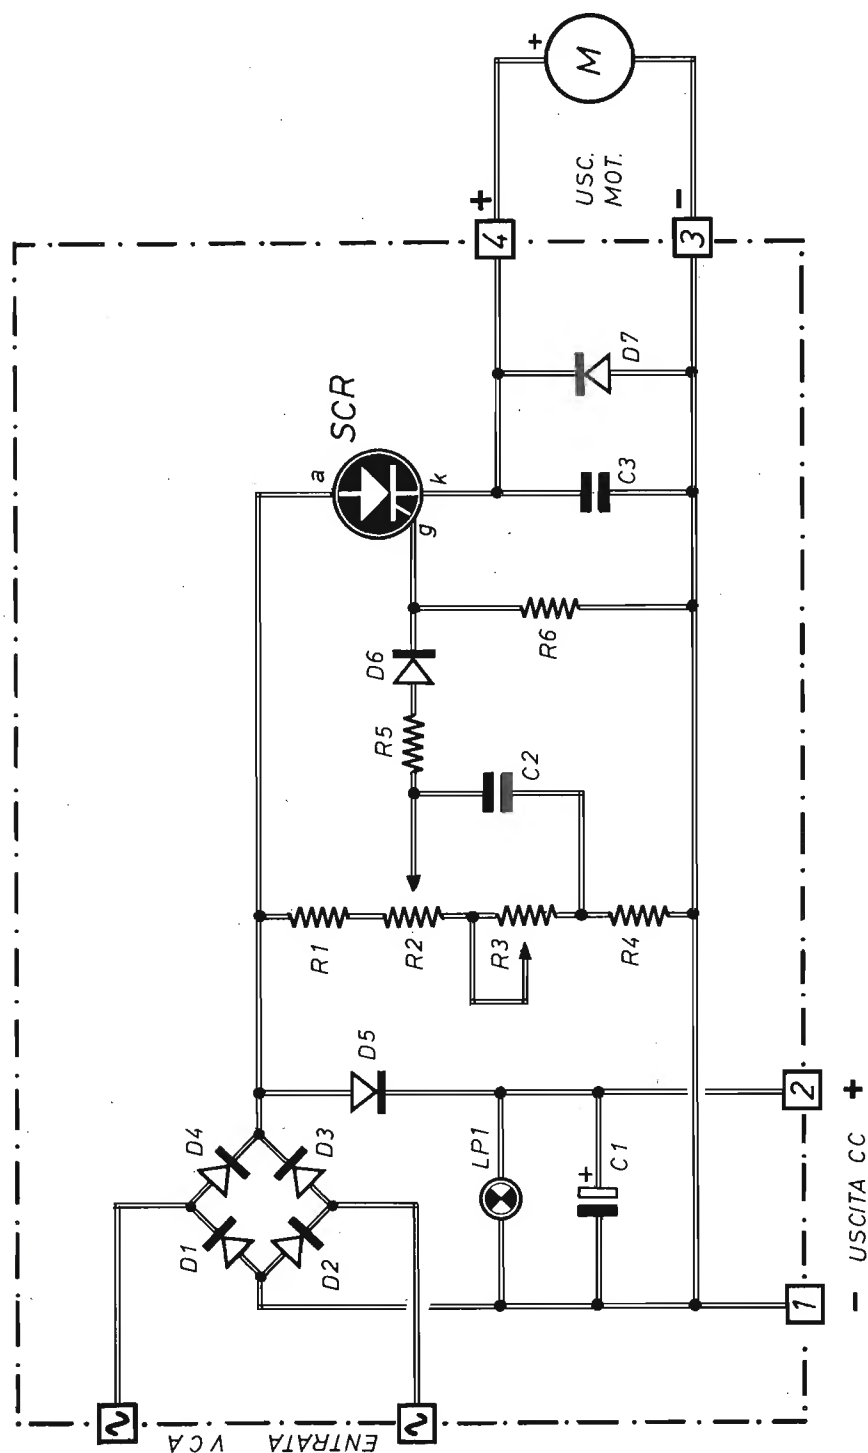 ENTRATA VCA
D1
D4
D2
D3
D5
LP1
+
C1
1
2
- USCITA CC +
R1
R2
R3
R4
C2
R5
D6
R6
SCR
a
g
k
C3
D7
4
+
3
-
USC.
MOT.
+
M